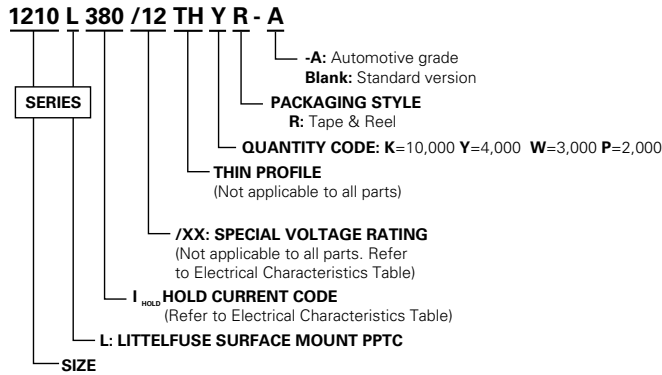 1210 L 380 /12 TH Y R - A
-A: Automotive grade
Blank: Standard version
SERIES
PACKAGING STYLE
R: Tape & Reel
QUANTITY CODE: K=10,000 Y=4,000 W=3,000 P=2,000
THIN PROFILE
(Not applicable to all parts)
/XX: SPECIAL VOLTAGE RATING
(Not applicable to all parts. Refer
to Electrical Characteristics Table)
I HOLD HOLD CURRENT CODE
(Refer to Electrical Characteristics Table)
L: LITTELFUSE SURFACE MOUNT PPTC
SIZE